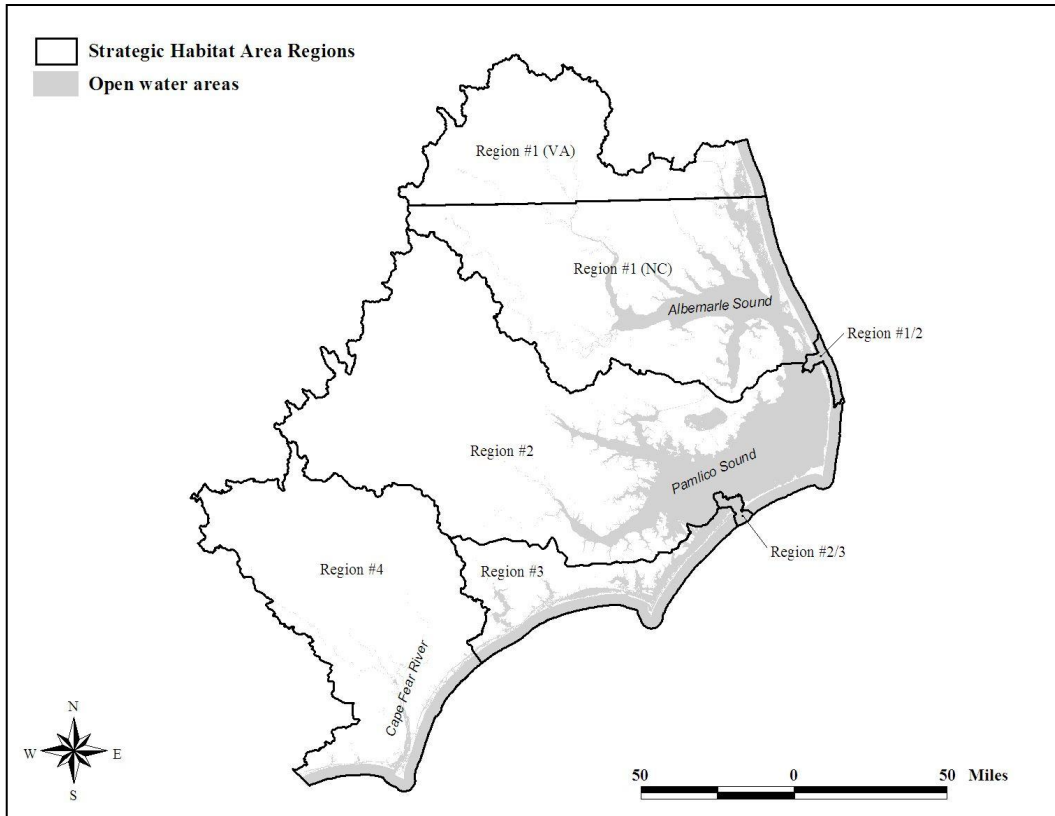 Strategic Habitat Area Regions
Open water areas
Region #1 (VA)
Region #1 (NC)
Albemarle Sound
Region #1/2
Region #2
Pamlico Sound
Region #2/3
Region #4
Region #3
Cape Fear River
N
W E
S
50 0 50 Miles